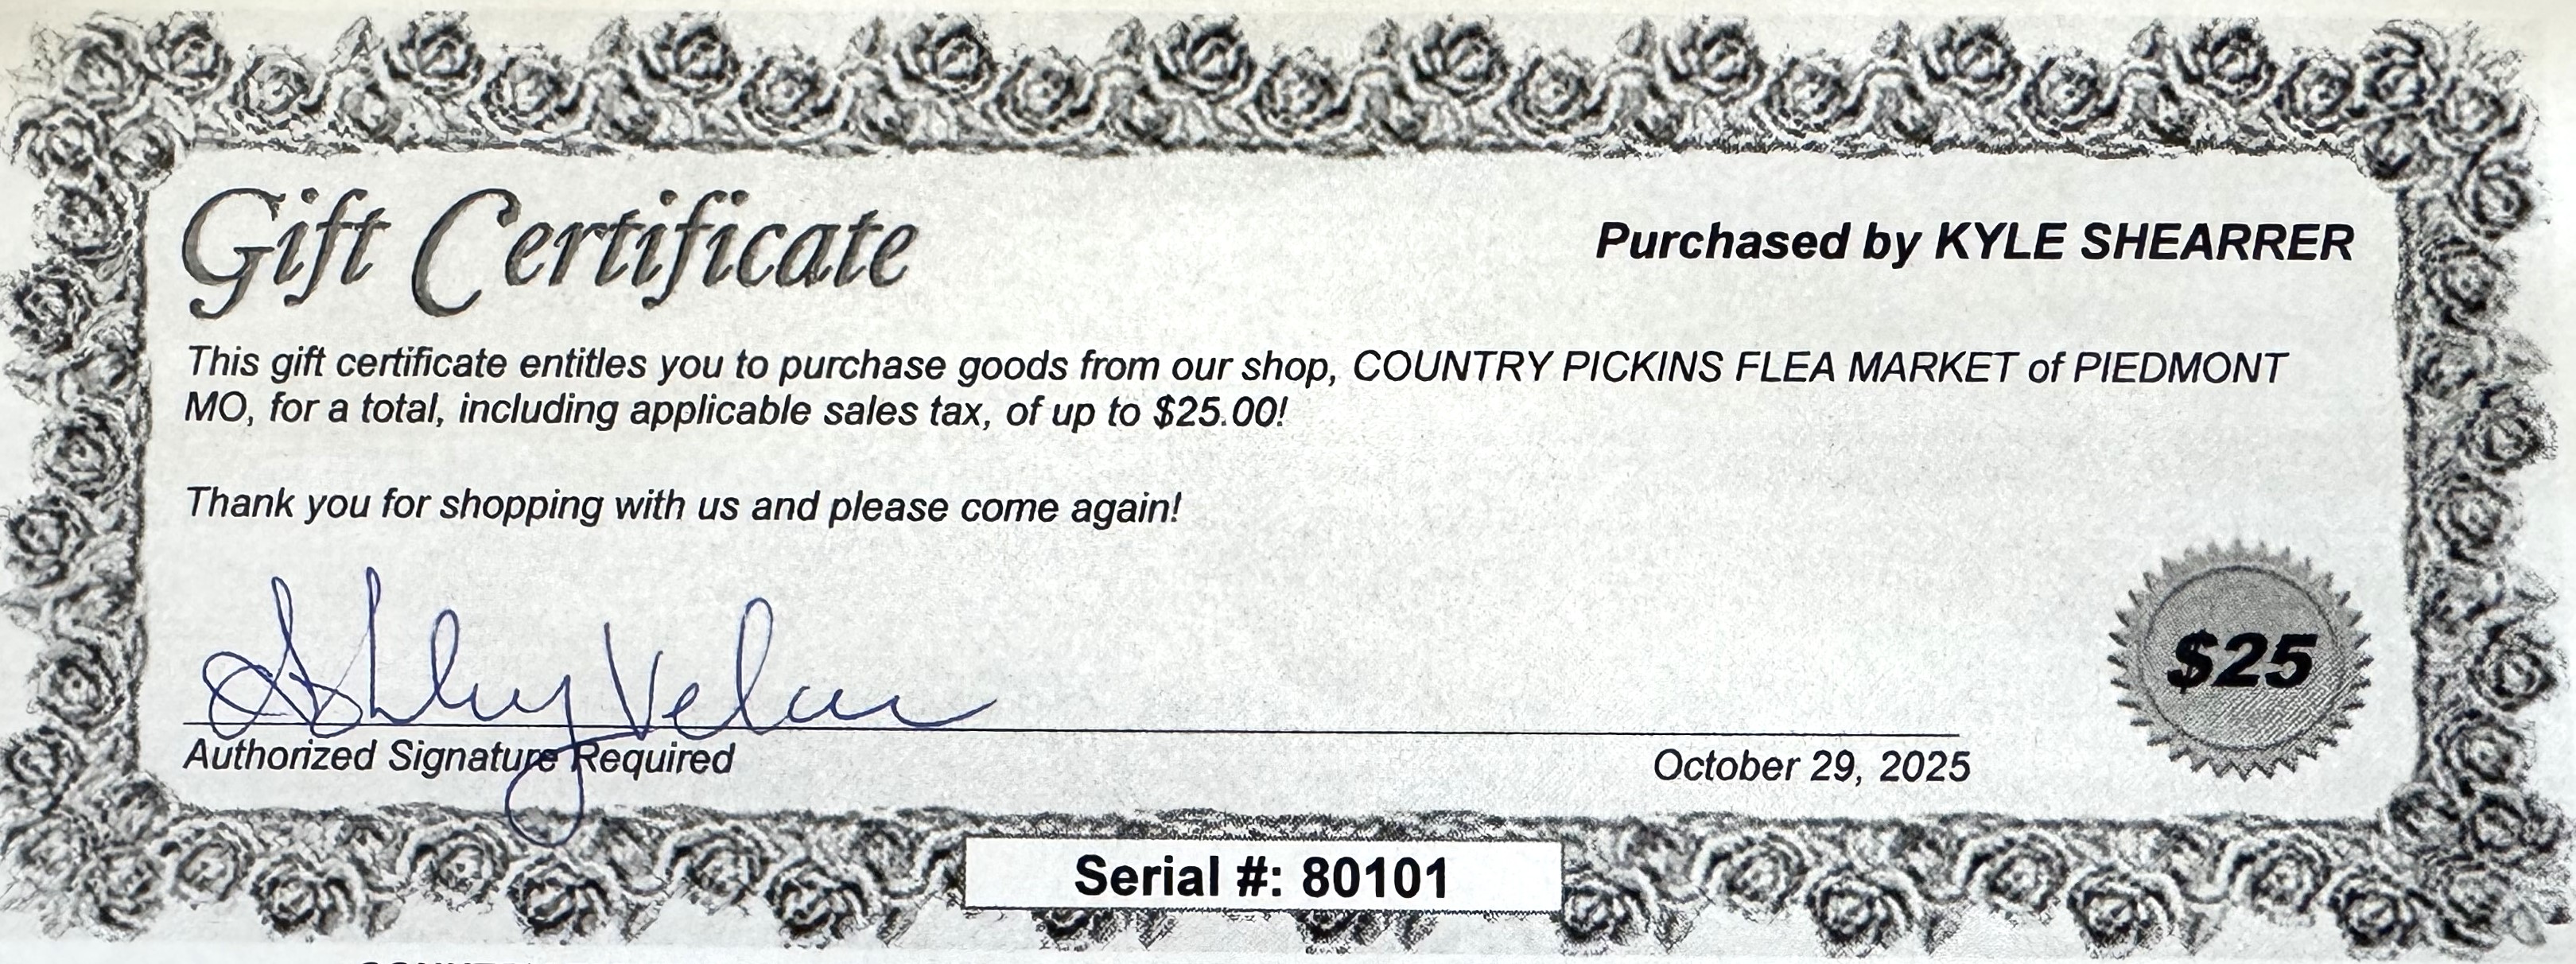 Gift Certificate
Purchased by KYLE SHEARRER
This gift certificate entitles you to purchase goods from our shop, COUNTRY PICKINS FLEA MARKET of PIEDMONT
MO, for a total, including applicable sales tax, of up to $25.00!
Thank you for shopping with us and please come again!
Ashley
Authorized Signature Required
October 29, 2025
$25
Serial #: 80101